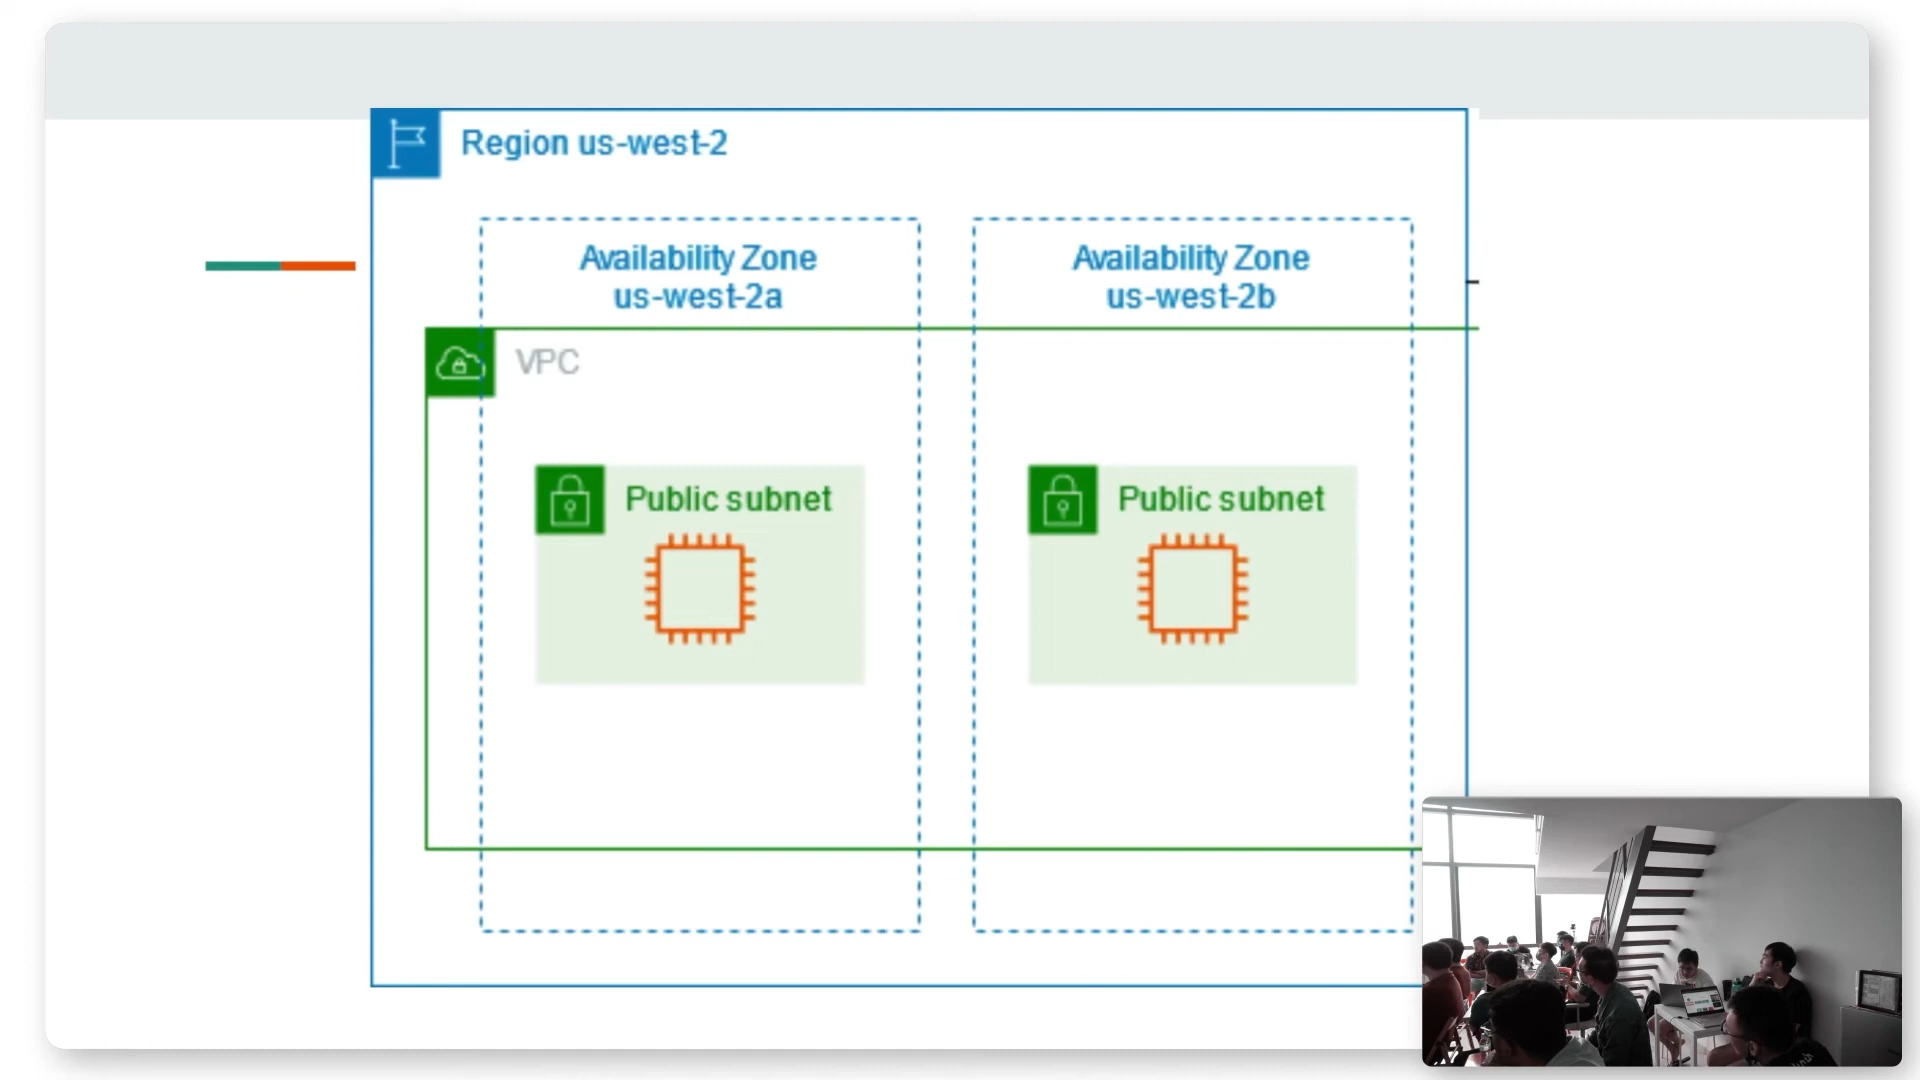 Region us-west-2
Availability Zone
us-west-2a
Availability Zone
us-west-2b
VPC
Public subnet
Public subnet